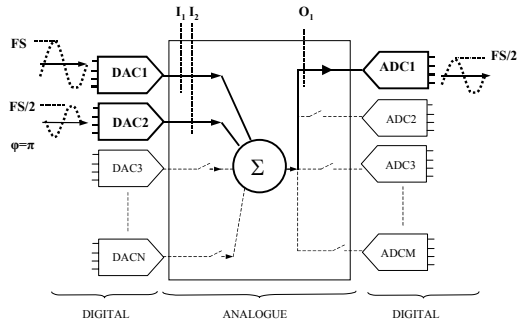 I1 I2 O1
FS
DAC1
ADC1
FS/2
FS/2
DAC2
ADC2
φ=π
DAC3
Σ
ADC3
DACN
ADCM
DIGITAL ANALOGUE DIGITAL